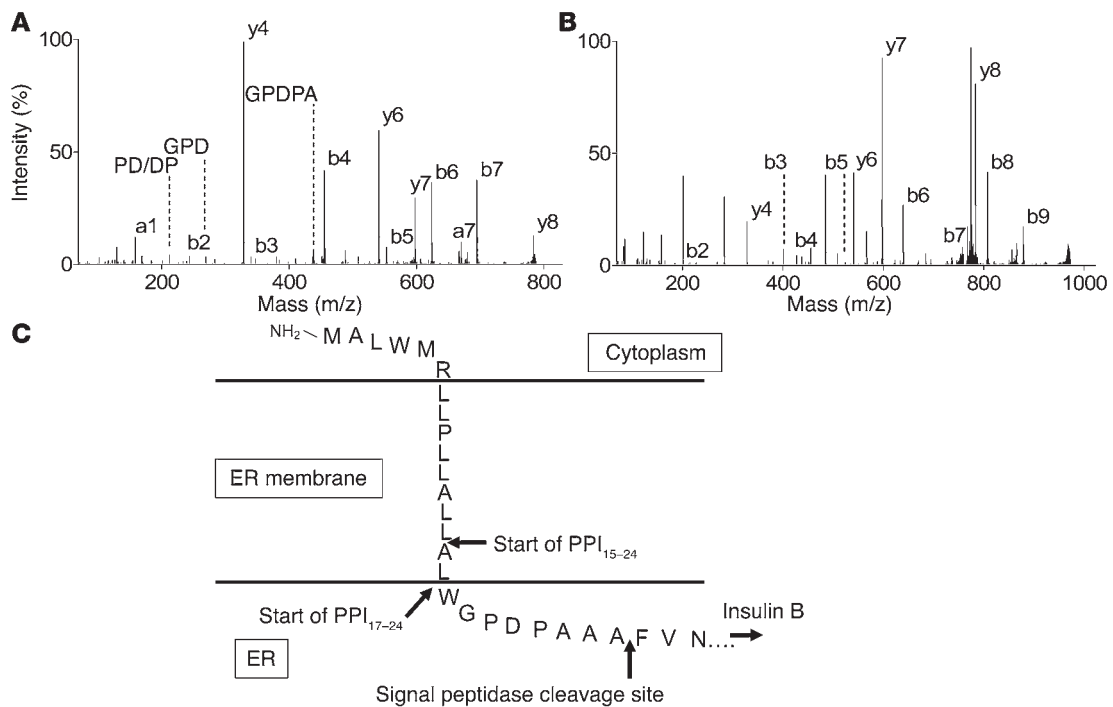 A
B
Intensity (%)
100
50
0
200
400
600
800
Mass (m/z)
y4
GPDPA
GPD
PD/DP
a1
b2
b3
b4
y6
y7
b5
b6
a7
b7
y8
100
50
0
200
400
600
800
1000
Mass (m/z)
y7
y8
b3
b5
y6
b8
b6
y4
b2
b4
b7
b9
C
NH2
M A L W M
R
L
L
P
L
L
A
L
L
A
L
W G P D P A A A F V N....
Cytoplasm
ER membrane
Start of PPI15–24
Start of PPI17–24
Insulin B
ER
Signal peptidase cleavage site